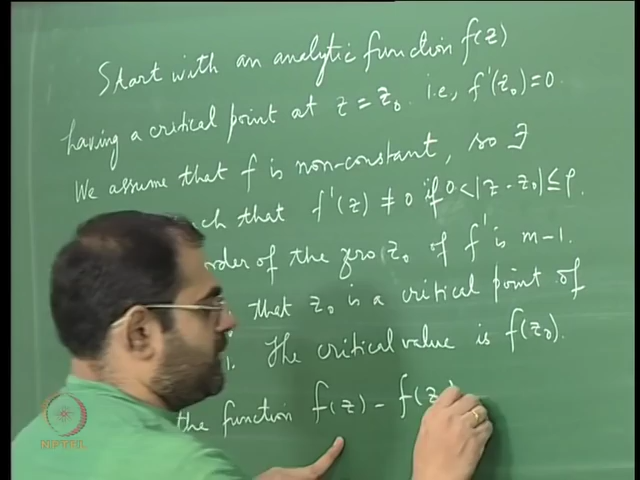 Start with an analytic function f(z)
having a critical point at z = z₀. i.e., f'(z₀)=0.
We assume that f is non-constant, so ∃
such that f'(z) ≠ 0 if 0<|z - z₀|≤ρ.
order of the zero z₀ of f' is m-1.
that z₀ is a critical point of
1. The critical value is f(z₀).
the function f(z) - f(z
NPTEL